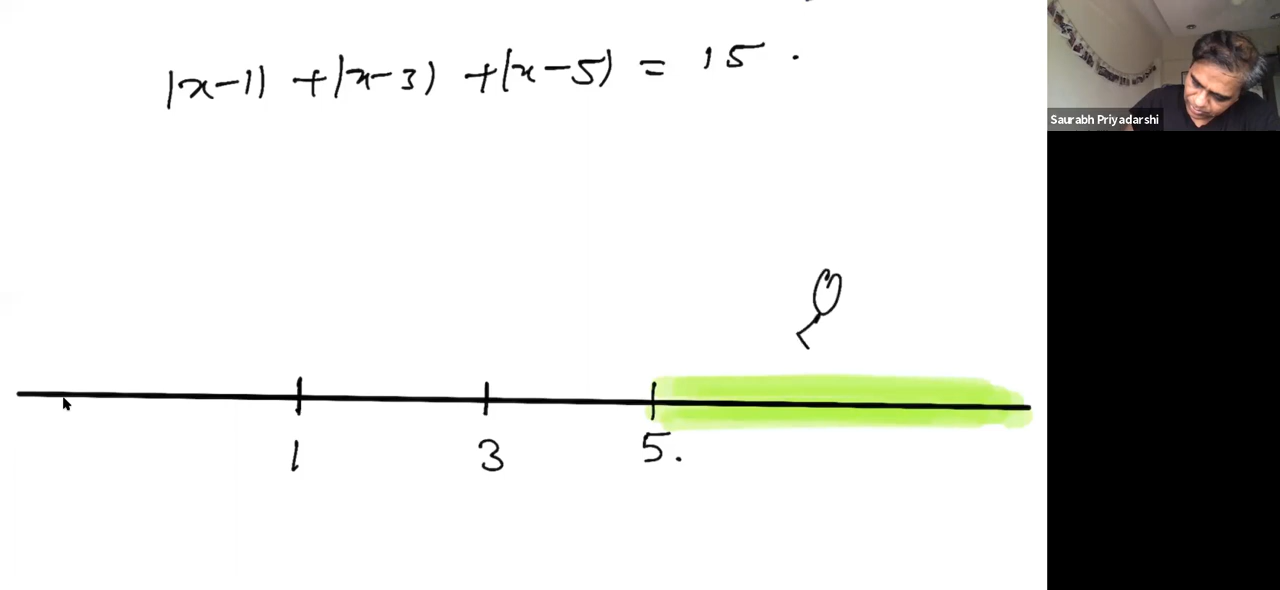 |x-1| + |x-3| + |x-5| = 15.
Saurabh Priyadarshi
1 3 5.